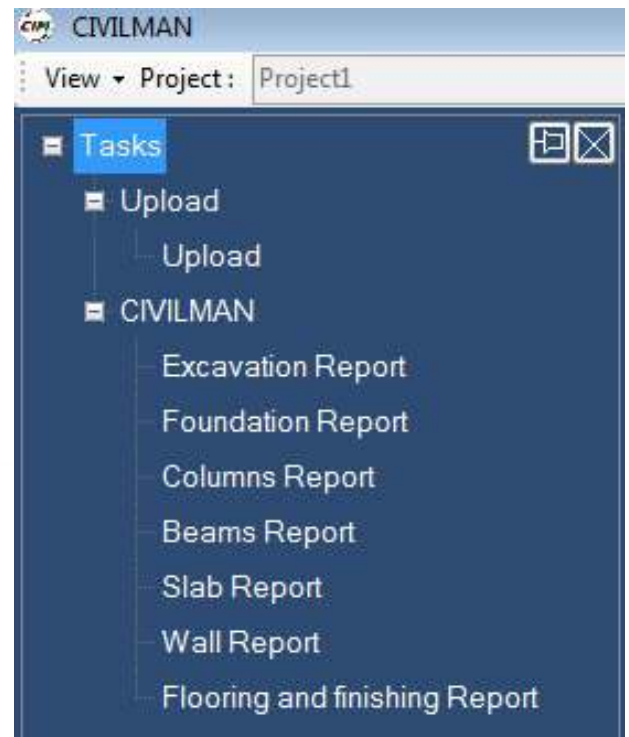 CIVILMAN
View Project : Project1
Tasks
Upload
Upload
CIVILMAN
Excavation Report
Foundation Report
Columns Report
Beams Report
Slab Report
Wall Report
Flooring and finishing Report